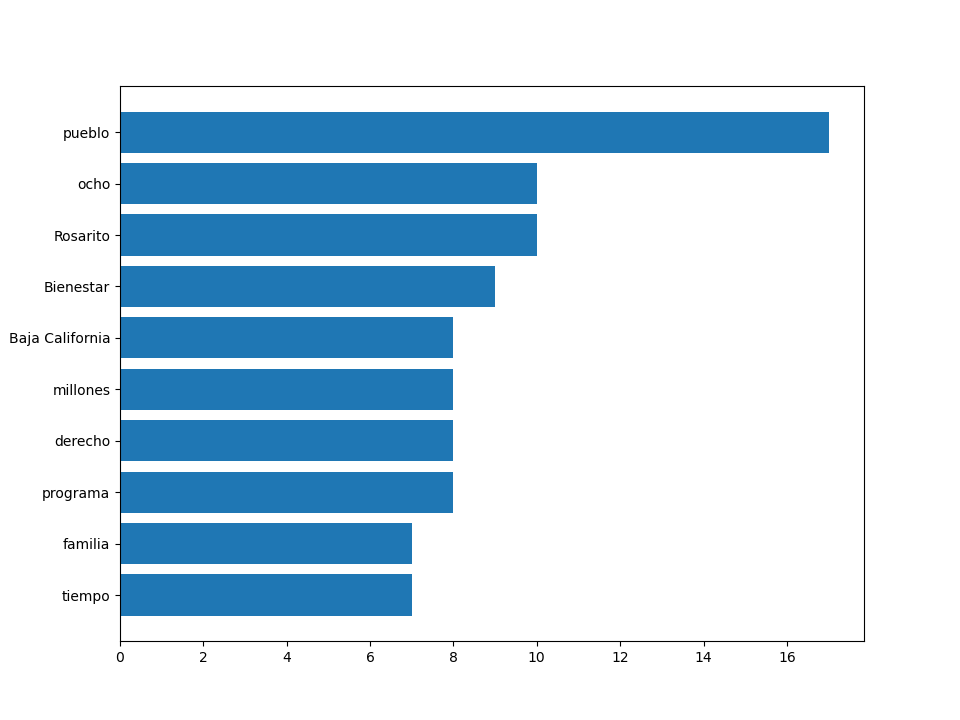 pueblo
ocho
Rosarito
Bienestar
Baja California
millones
derecho
programa
familia
tiempo
0 2 4 6 8 10 12 14 16